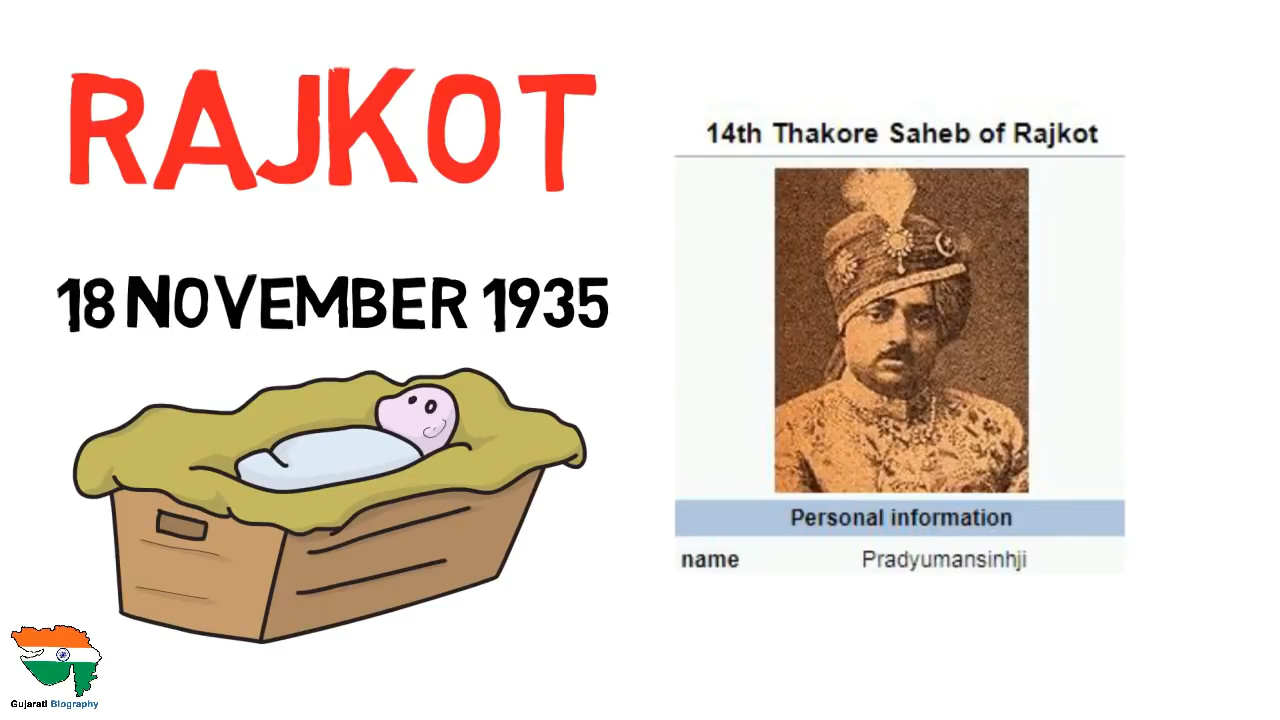 RAJKOT
18 NOVEMBER 1935
14th Thakore Saheb of Rajkot
Personal information
name Pradyumansinhji
Gujarati Biography